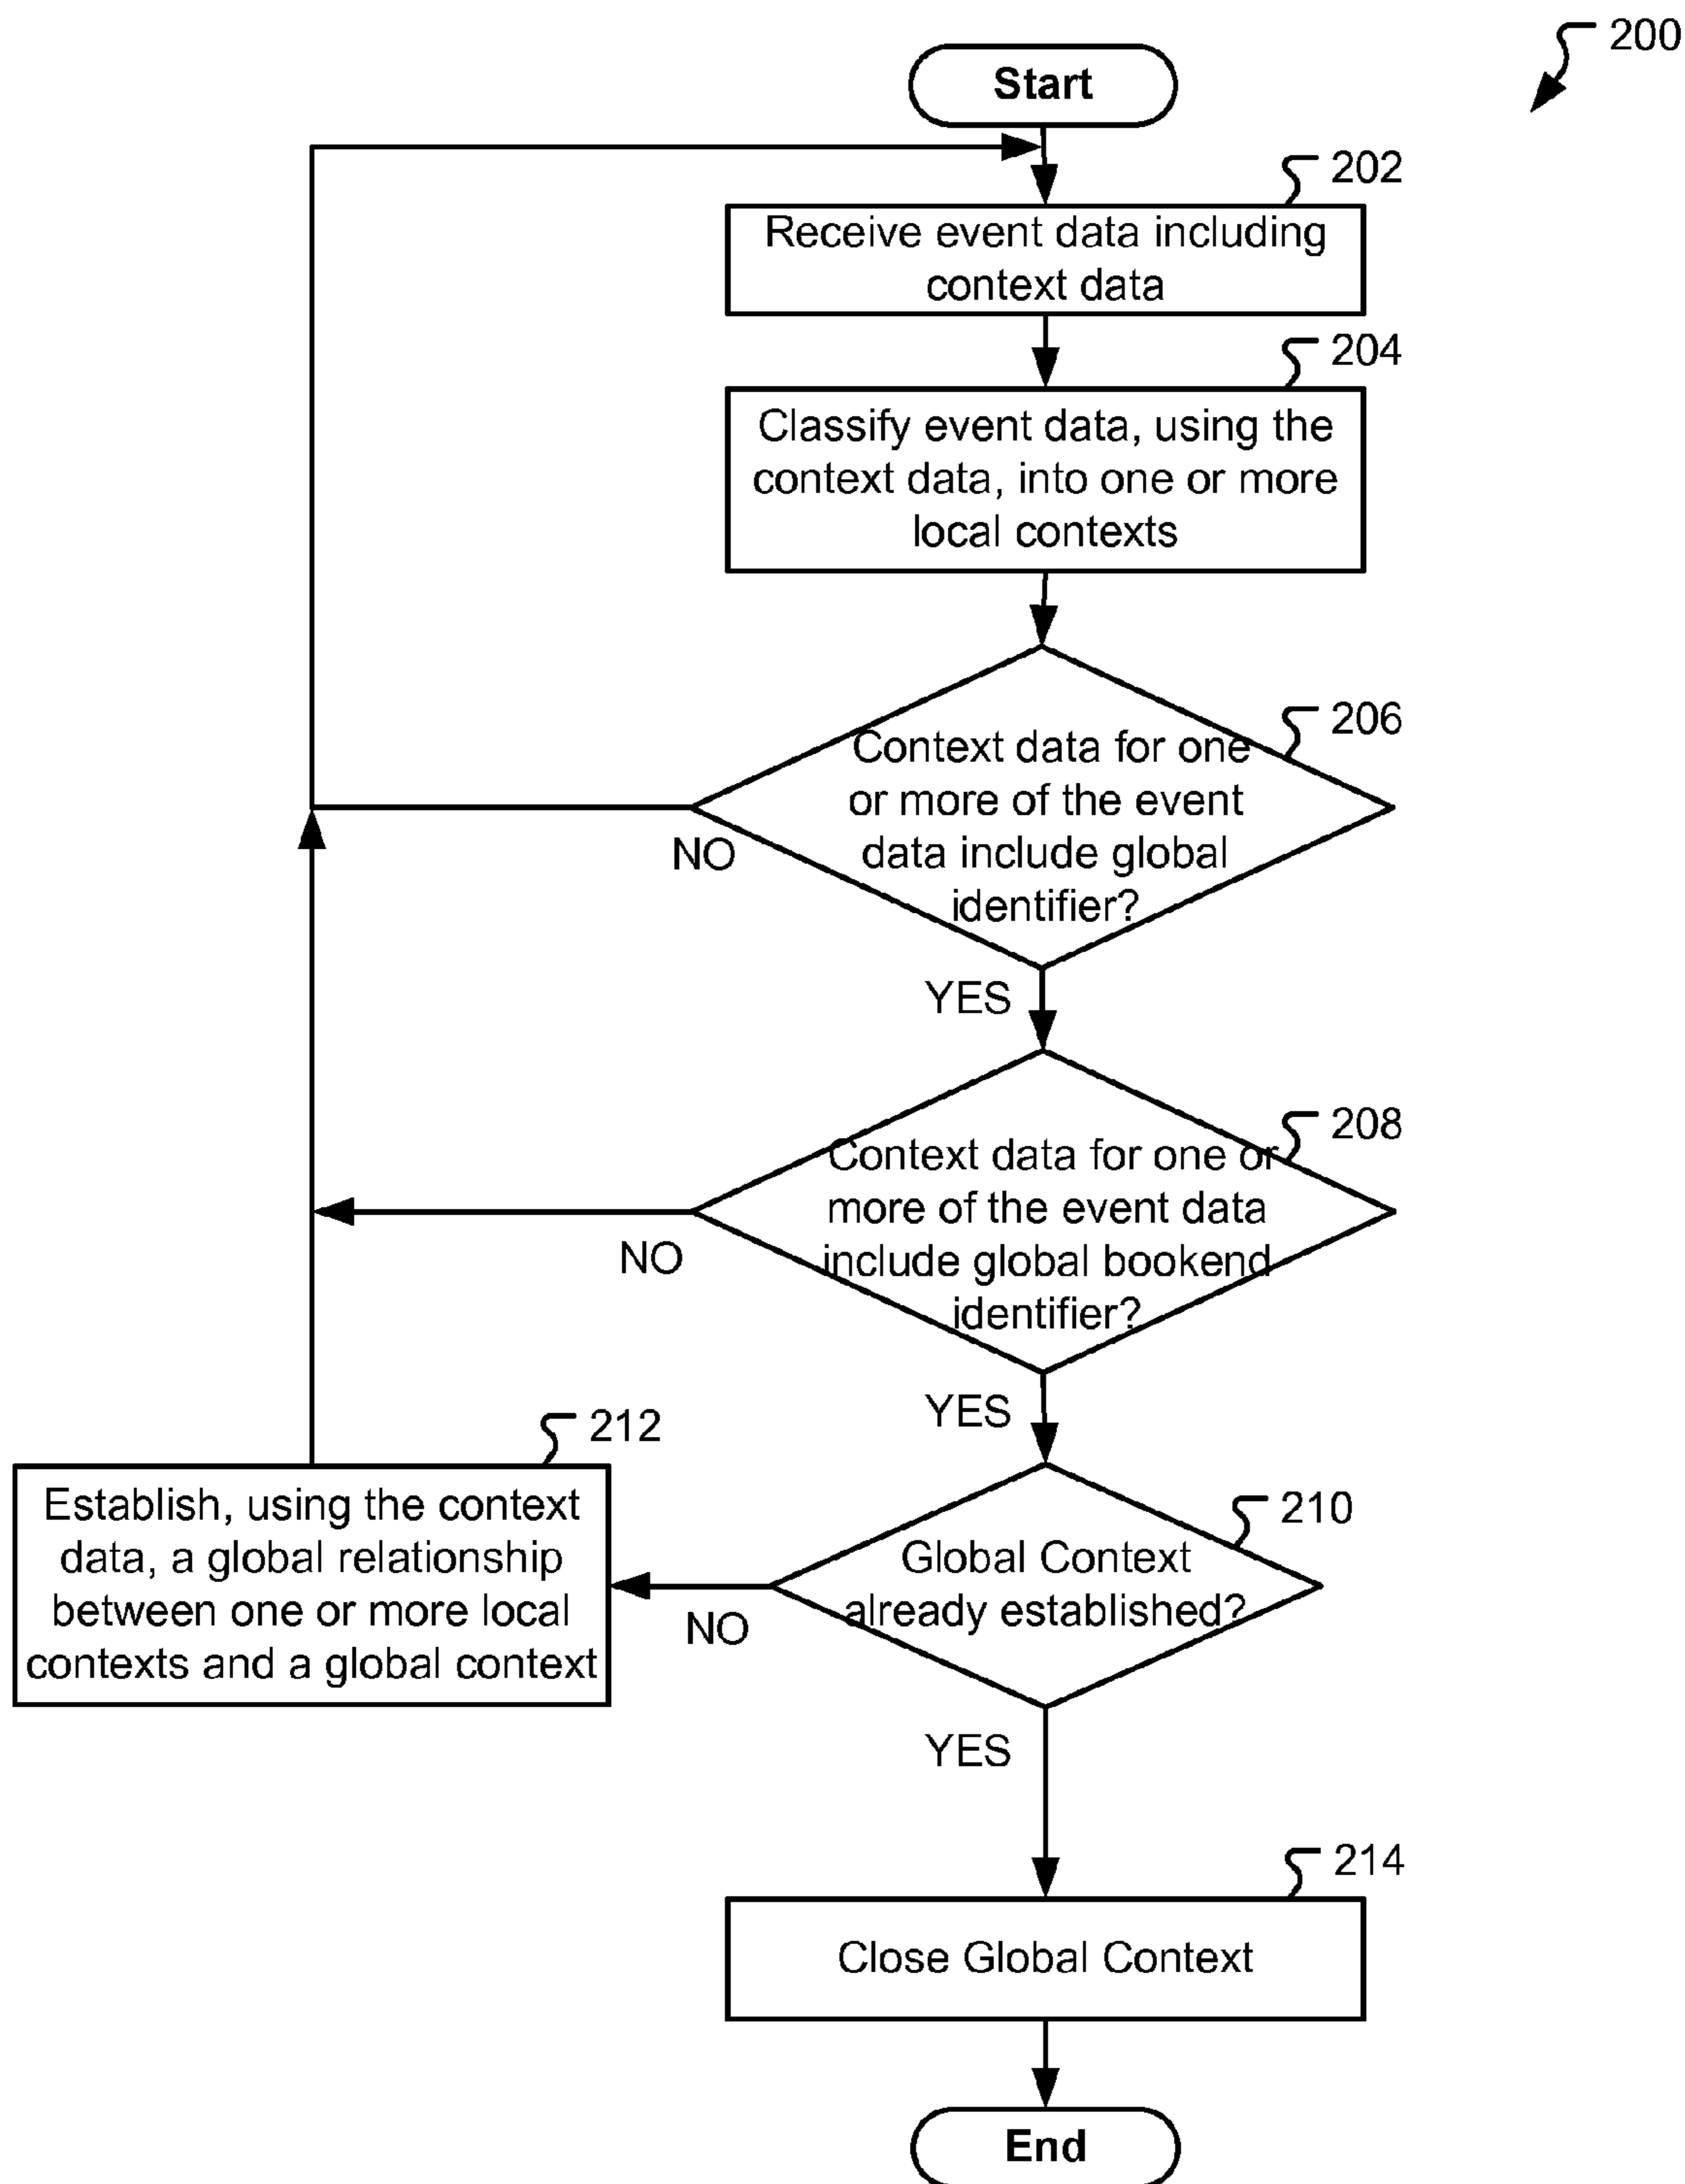 200
Start
202
Receive event data including
context data
204
Classify event data, using the
context data, into one or more
local contexts
206
Context data for one
or more of the event
data include global
identifier?
NO
YES
208
Context data for one or
more of the event data
include global bookend
identifier?
NO
YES
212
Establish, using the context
data, a global relationship
between one or more local
contexts and a global context
210
Global Context
already established?
NO
YES
214
Close Global Context
End